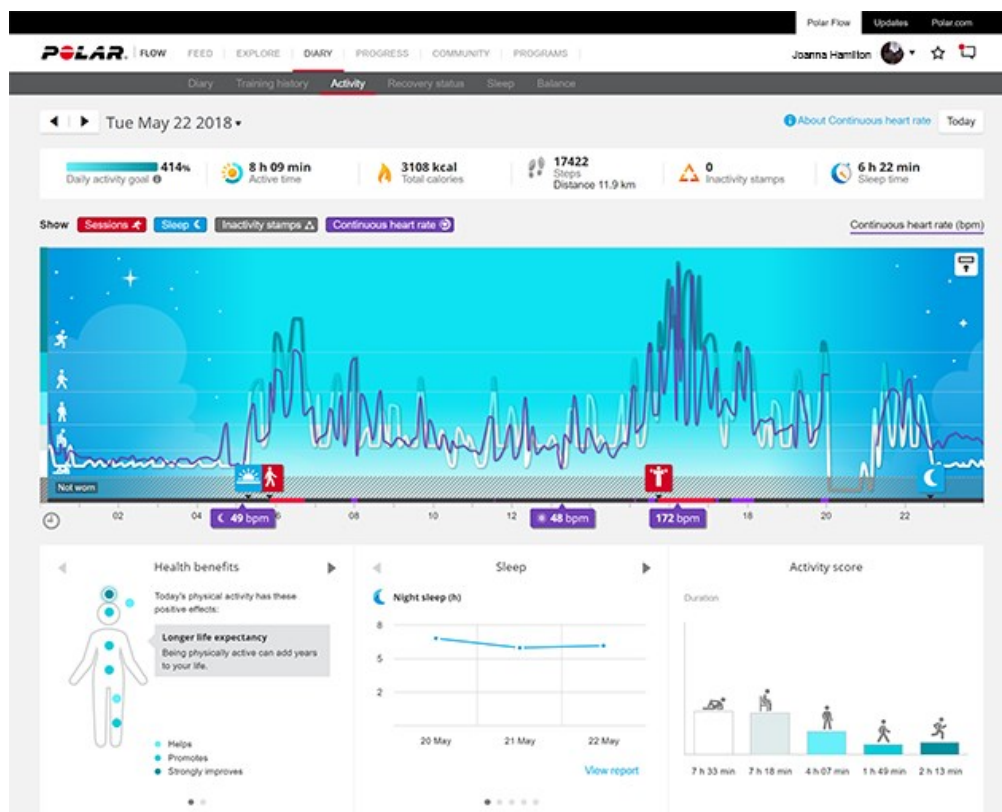 Polar Flow Updates Polar.com
POLAR. FLOW FEED EXPLORE DIARY PROGRESS COMMUNITY PROGRAMS Joanna Hamilton
Diary Training history Activity Recovery status Sleep Balance
Tue May 22 2018 About Continuous heart rate Today
414% 8 h 09 min 3108 kcal 17422 0 6 h 22 min
Daily activity goal Active time Total calories Steps Inactivity stamps Sleep time
Distance 11.9 km
Show Sessions Sleep Inactivity stamps Continuous heart rate Continuous heart rate (bpm)
Not worn
02 04 49 bpm 6 08 10 12 48 bpm 172 bpm 18 20 22
Health benefits Sleep Activity score
Today's physical activity has these
positive effects:
Longer life expectancy
Being physically active can add years
to your life.
Helps
Promotes
Strongly improves
Night sleep (h)
8
5
2
20 May 21 May 22 May
View report
Duration
7 h 33 min 7 h 18 min 4 h 07 min 1 h 49 min 2 h 13 min